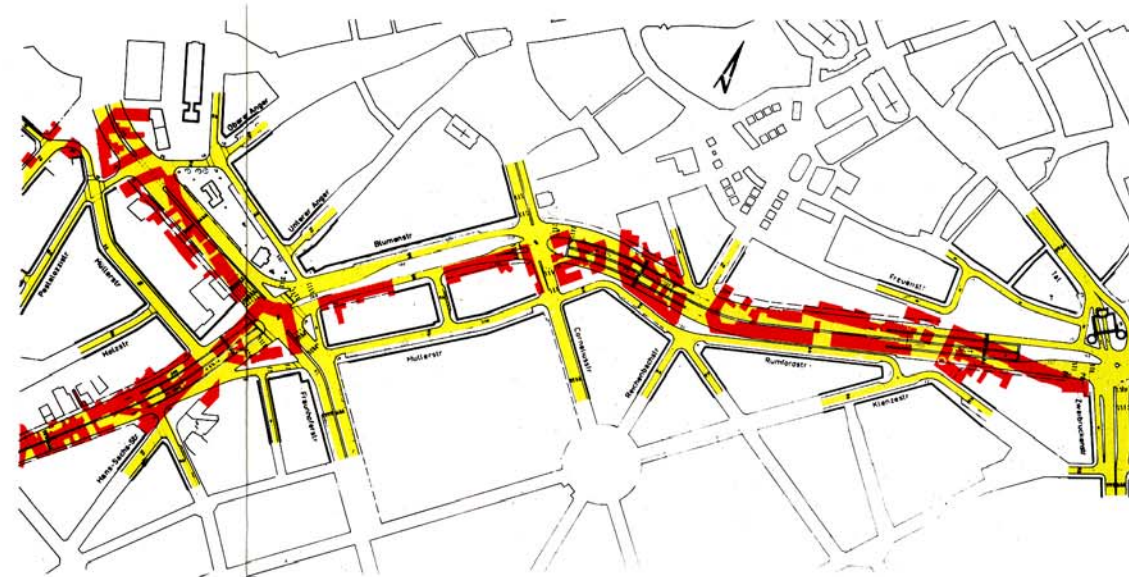 Oberer Anger
Unterer Anger
Blumenstr
Pestalozzistr
Müllerstr
Holzstr
Müllerstr
Fraunhoferstr
Hans-Sachs-Str
Corneliusstr
Reichenbachstr
Rumfordstr
Klenzestr
Frauenstr
Tal
Zweibrückenstr
N